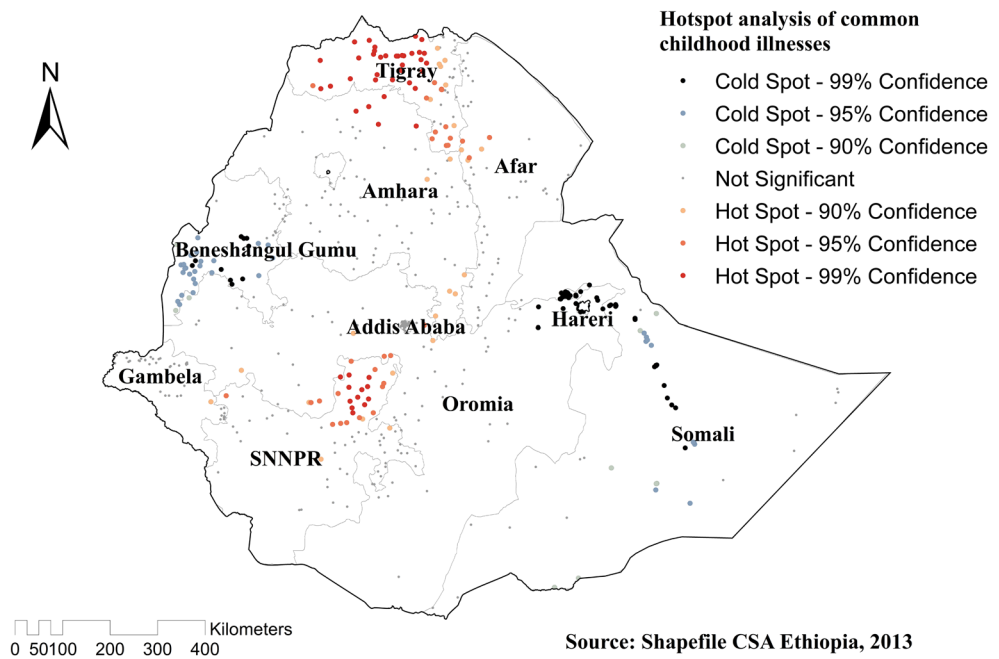 Hotspot analysis of common
childhood illnesses
Cold Spot - 99% Confidence
Cold Spot - 95% Confidence
Cold Spot - 90% Confidence
Not Significant
Hot Spot - 90% Confidence
Hot Spot - 95% Confidence
Hot Spot - 99% Confidence
N
Tigray
Afar
Amhara
Beneshangul Gumu
Hareri
Addis Ababa
Gambela
Oromia
Somali
SNNPR
Kilometers
0 50100 200 300 400
Source: Shapefile CSA Ethiopia, 2013